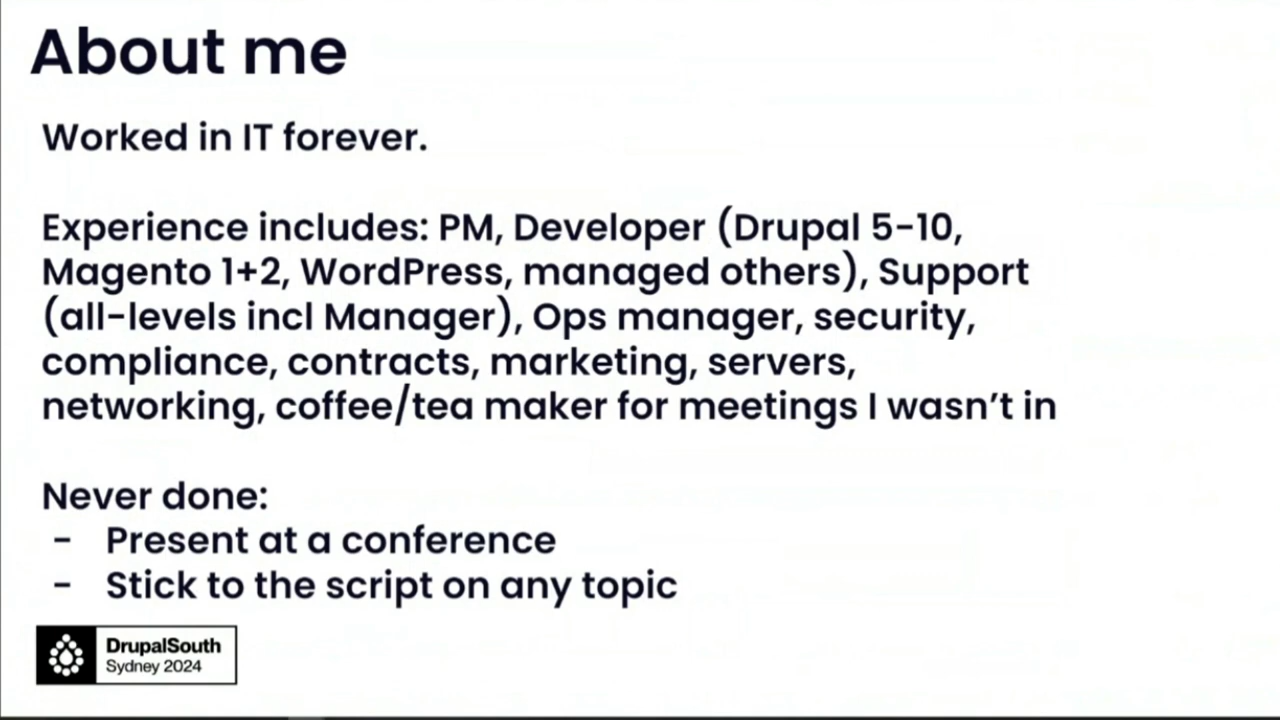 About me
Worked in IT forever.
Experience includes: PM, Developer (Drupal 5-10,
Magento 1+2, WordPress, managed others), Support
(all-levels incl Manager), Ops manager, security,
compliance, contracts, marketing, servers,
networking, coffee/tea maker for meetings I wasn’t in
Never done:
- Present at a conference
- Stick to the script on any topic
DrupalSouth
Sydney 2024